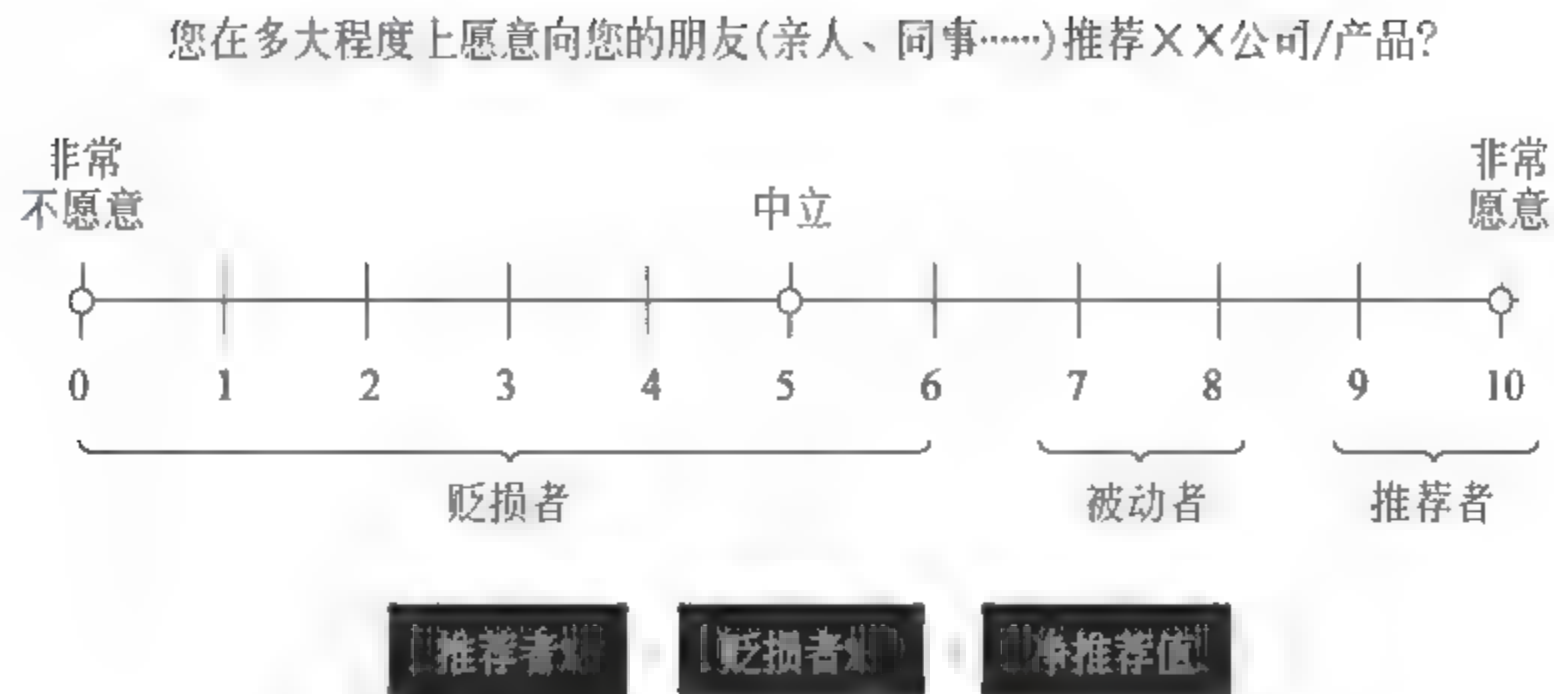 您在多大程度上愿意向您的朋友(亲人、同事……)推荐××公司/产品?
非常
不愿意
中立
非常
愿意
0 1 2 3 4 5 6 7 8 9 10
贬损者 被动者 推荐者
推荐者 贬损者 净推荐值